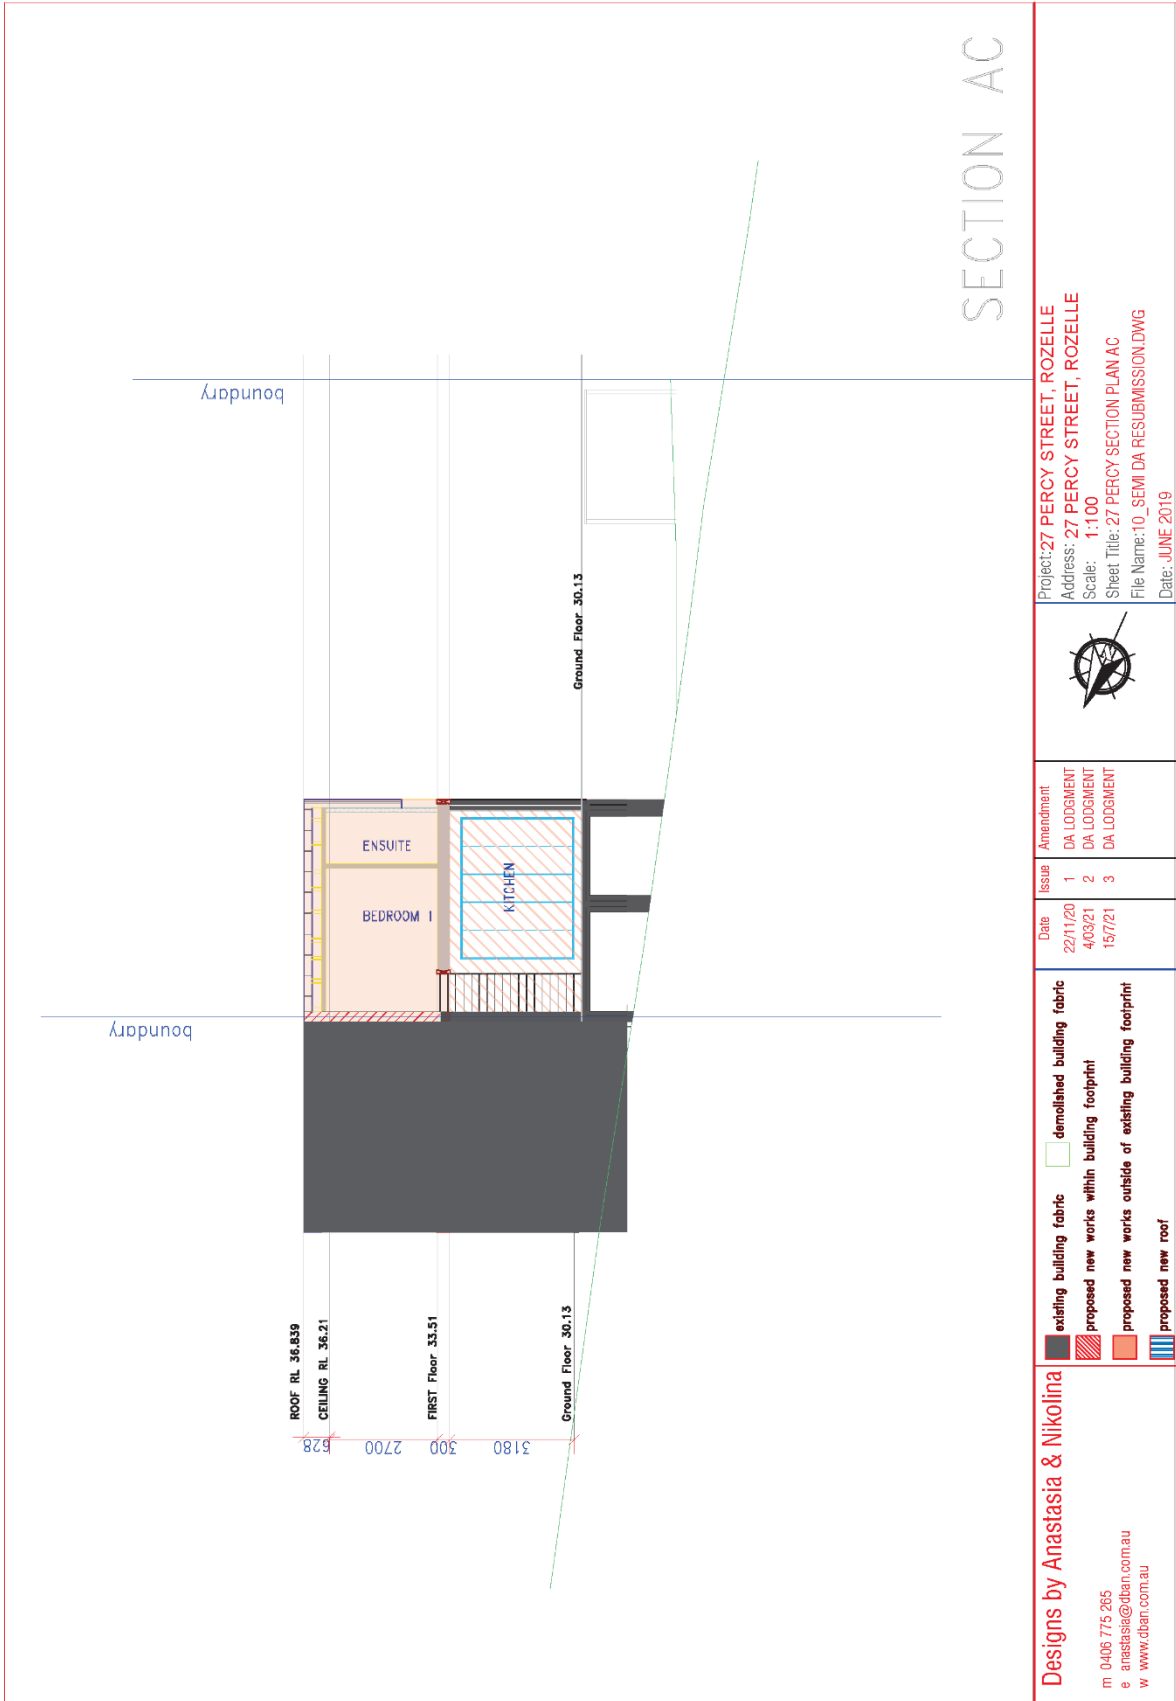 SECTION AC
boundary
boundary
ROOF RL 36.839
CEILING RL 36.21
FIRST Floor 33.51
Ground Floor 30.13
Ground Floor 30.13
628
2700
300
3180
ENSUITE
BEDROOM 1
KITCHEN
Designs by Anastasia & Nikolina
m 0406 775 265
e anastasia@dban.com.au
w www.dban.com.au
existing building fabric
demolished building fabric
proposed new works within building footprint
proposed new works outside of existing building footprint
proposed new roof
Date Issue Amendment
22/11/20 1 DA LODGMENT
4/03/21 2 DA LODGMENT
15/7/21 3 DA LODGMENT
Project:27 PERCY STREET, ROZELLE
Address: 27 PERCY STREET, ROZELLE
Scale: 1:100
Sheet Title: 27 PERCY SECTION PLAN AC
File Name:10_SEMI DA RESUBMISSION.DWG
Date: JUNE 2019